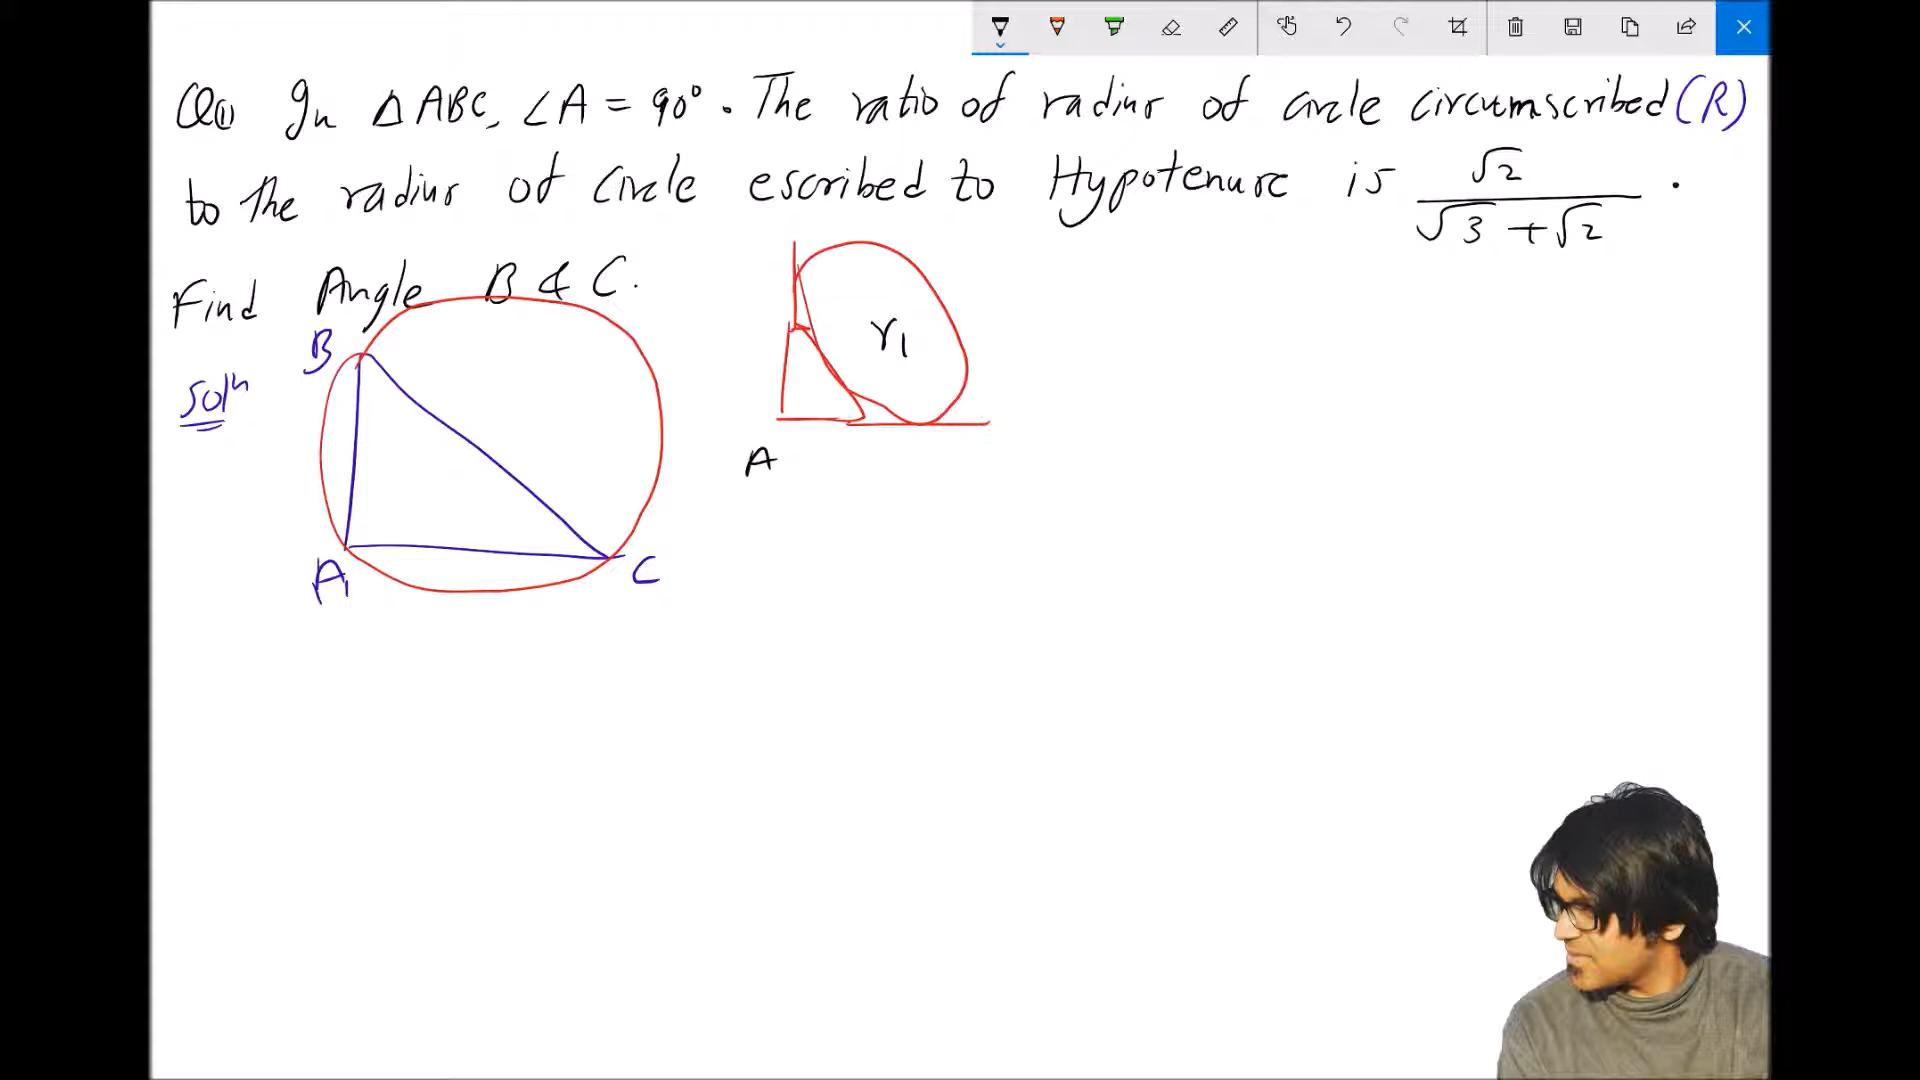 Q(1) In △ABC, ∠A = 90°. The ratio of radius of circle circumscribed (R)
to the radius of circle escribed to Hypotenuse is √2 / (√3 + √2) .
Find Angle B & C.
Soln
B
A
C
r1
A